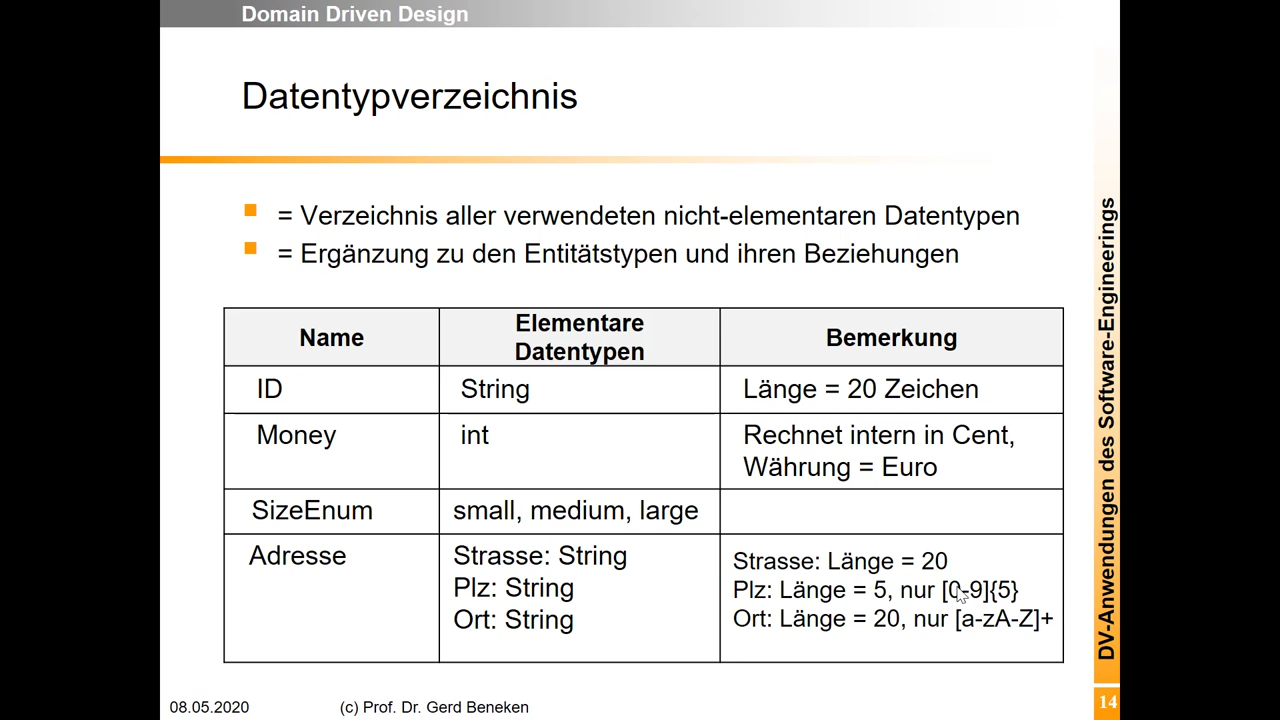 Domain Driven Design
Datentypverzeichnis
= Verzeichnis aller verwendeten nicht-elementaren Datentypen
= Ergänzung zu den Entitätstypen und ihren Beziehungen
Name
Elementare
Datentypen
Bemerkung
ID
String
Länge = 20 Zeichen
Money
int
Rechnet intern in Cent,
Währung = Euro
SizeEnum
small, medium, large
Adresse
Strasse: String
Plz: String
Ort: String
Strasse: Länge = 20
Plz: Länge = 5, nur [0-9]{5}
Ort: Länge = 20, nur [a-zA-Z]+
DV-Anwendungen des Software-Engineerings
08.05.2020
(c) Prof. Dr. Gerd Beneken
14